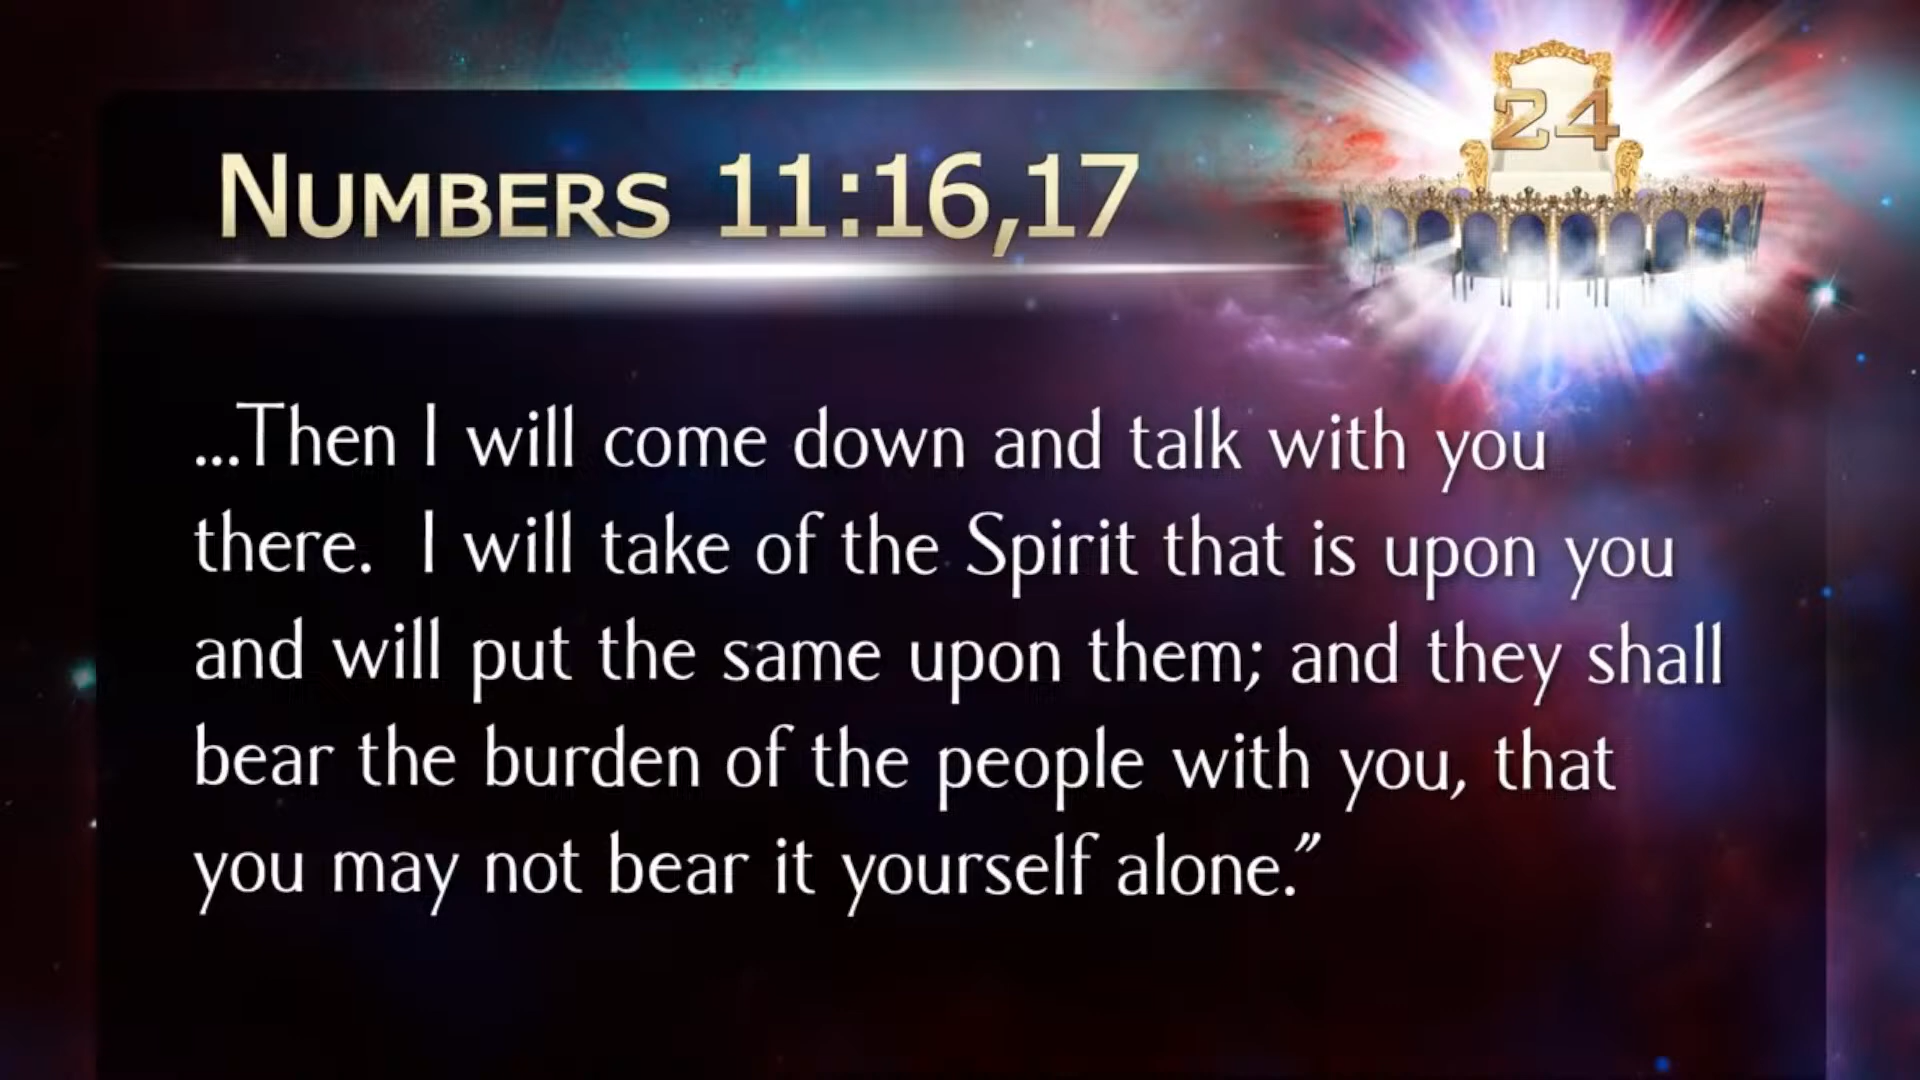 24
NUMBERS 11:16,17
...Then I will come down and talk with you
there.  I will take of the Spirit that is upon you
and will put the same upon them; and they shall
bear the burden of the people with you, that
you may not bear it yourself alone.”